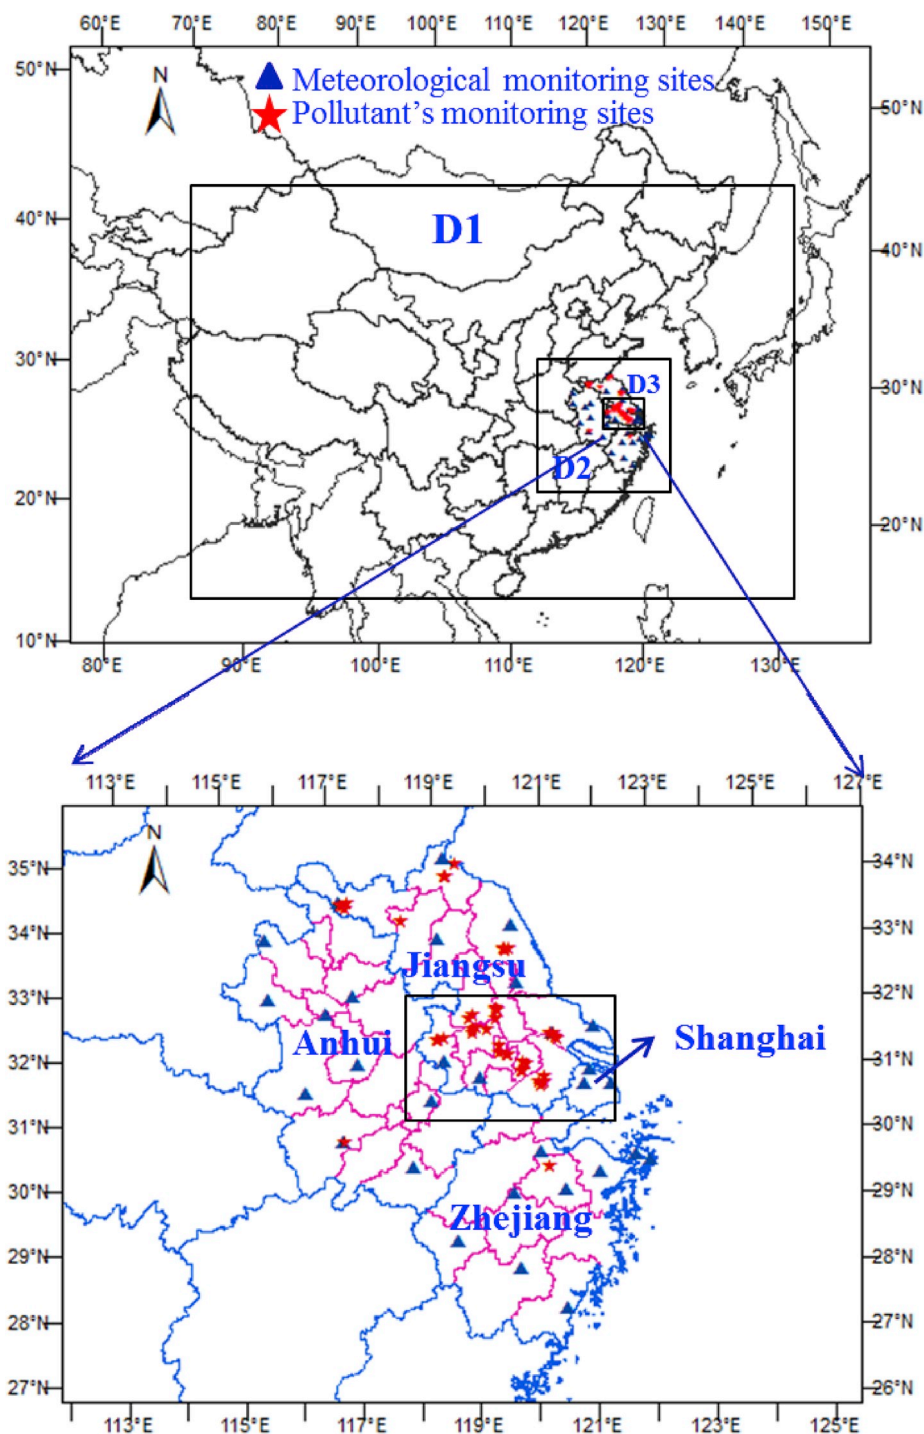 60°E 70°E 80°E 90°E 100°E 110°E 120°E 130°E 140°E 150°E
N
Meteorological monitoring sites
Pollutant's monitoring sites
50°N
50°N
D1
40°N
40°N
30°N
D3
30°N
D2
20°N
20°N
10°N
80°E 90°E 100°E 110°E 120°E 130°E
113°E 115°E 117°E 119°E 121°E 123°E 125°E 127°E
N
35°N
34°N
34°N
33°N
Jiangsu
33°N
32°N
Anhui
Shanghai
32°N
31°N
31°N
30°N
30°N
29°N
Zhejiang
29°N
28°N
28°N
27°N
27°N
26°N
113°E 115°E 117°E 119°E 121°E 123°E 125°E